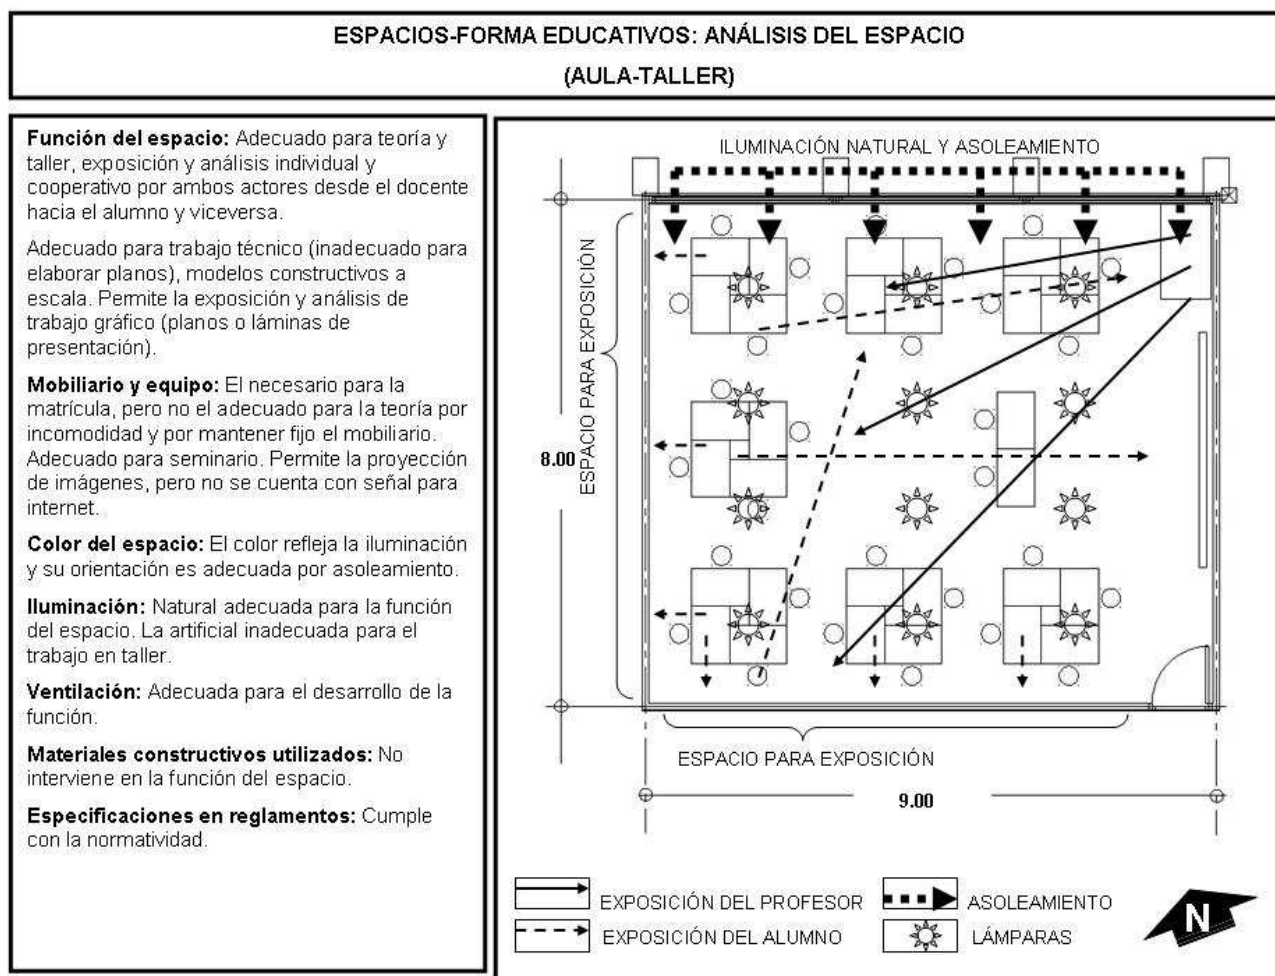 ESPACIOS-FORMA EDUCATIVOS: ANÁLISIS DEL ESPACIO
(AULA-TALLER)
Función del espacio: Adecuado para teoría y
taller, exposición y análisis individual y
cooperativo por ambos actores desde el docente
hacia el alumno y viceversa.
Adecuado para trabajo técnico (inadecuado para
elaborar planos), modelos constructivos a
escala. Permite la exposición y análisis de
trabajo gráfico (planos o láminas de
presentación).
Mobiliario y equipo: El necesario para la
matrícula, pero no el adecuado para la teoría por
incomodidad y por mantener fijo el mobiliario.
Adecuado para seminario. Permite la proyección
de imágenes, pero no se cuenta con señal para
internet.
Color del espacio: El color refleja la iluminación
y su orientación es adecuada por asoleamiento.
Iluminación: Natural adecuada para la función
del espacio. La artificial inadecuada para el
trabajo en taller.
Ventilación: Adecuada para el desarrollo de la
función.
Materiales constructivos utilizados: No
interviene en la función del espacio.
Especificaciones en reglamentos: Cumple
con la normatividad.
ILUMINACIÓN NATURAL Y ASOLEAMIENTO
ESPACIO PARA EXPOSICIÓN
8.00
ESPACIO PARA EXPOSICIÓN
9.00
EXPOSICIÓN DEL PROFESOR
ASOLEAMIENTO
EXPOSICIÓN DEL ALUMNO
LÁMPARAS
N